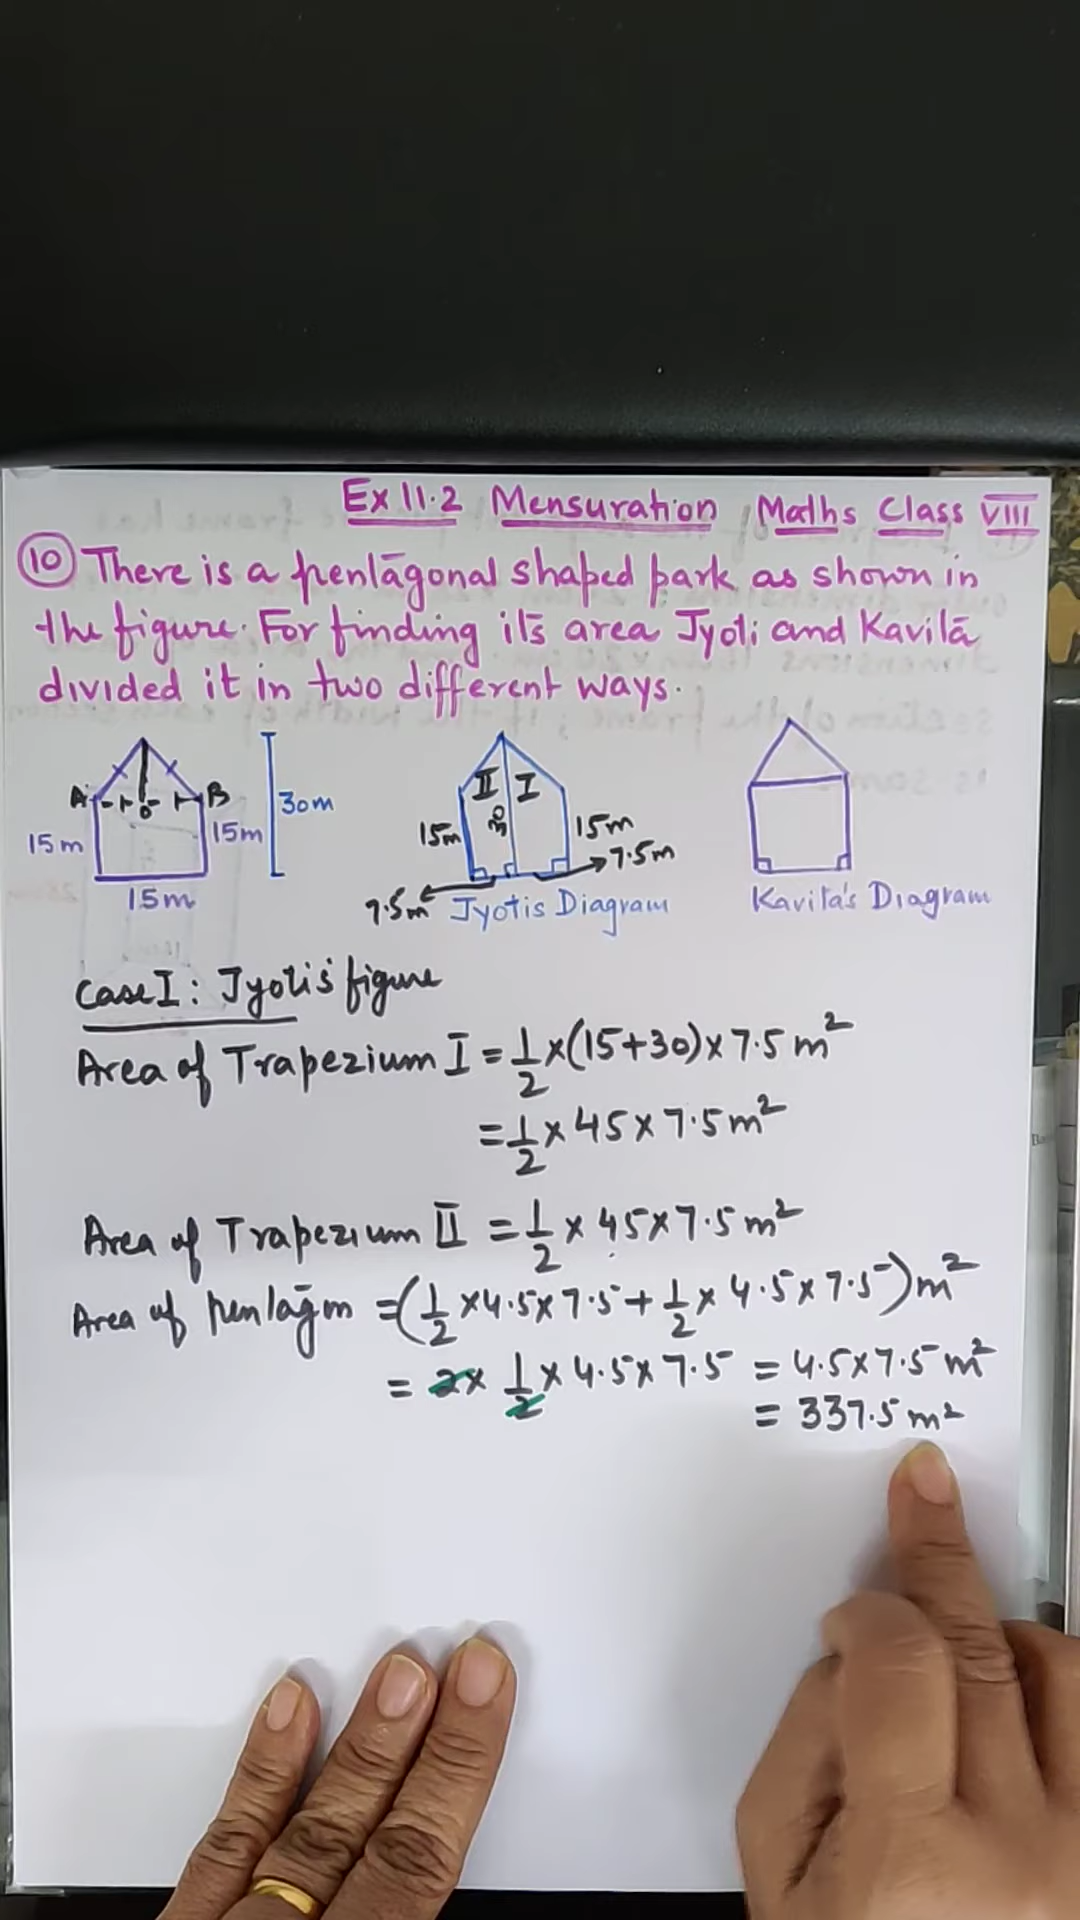 Ex 11.2 Mensuration Maths Class VIII
10 There is a pentagonal shaped park as shown in
the figure. For finding its area Jyoti and Kavita
divided it in two different ways.
A O B 15m 15m 15m 30m
II I 15m 15m 7.5m 7.5m
Jyotis Diagram Kavita's Diagram
Case I: Jyoti's figure
Area of Trapezium I = 1/2 × (15+30) × 7.5 m²
= 1/2 × 45 × 7.5 m²
Area of Trapezium II = 1/2 × 45 × 7.5 m²
Area of pentagon = (1/2 × 4.5 × 7.5 + 1/2 × 4.5 × 7.5) m²
= 2 × 1/2 × 4.5 × 7.5 = 4.5 × 7.5 m²
= 337.5 m²